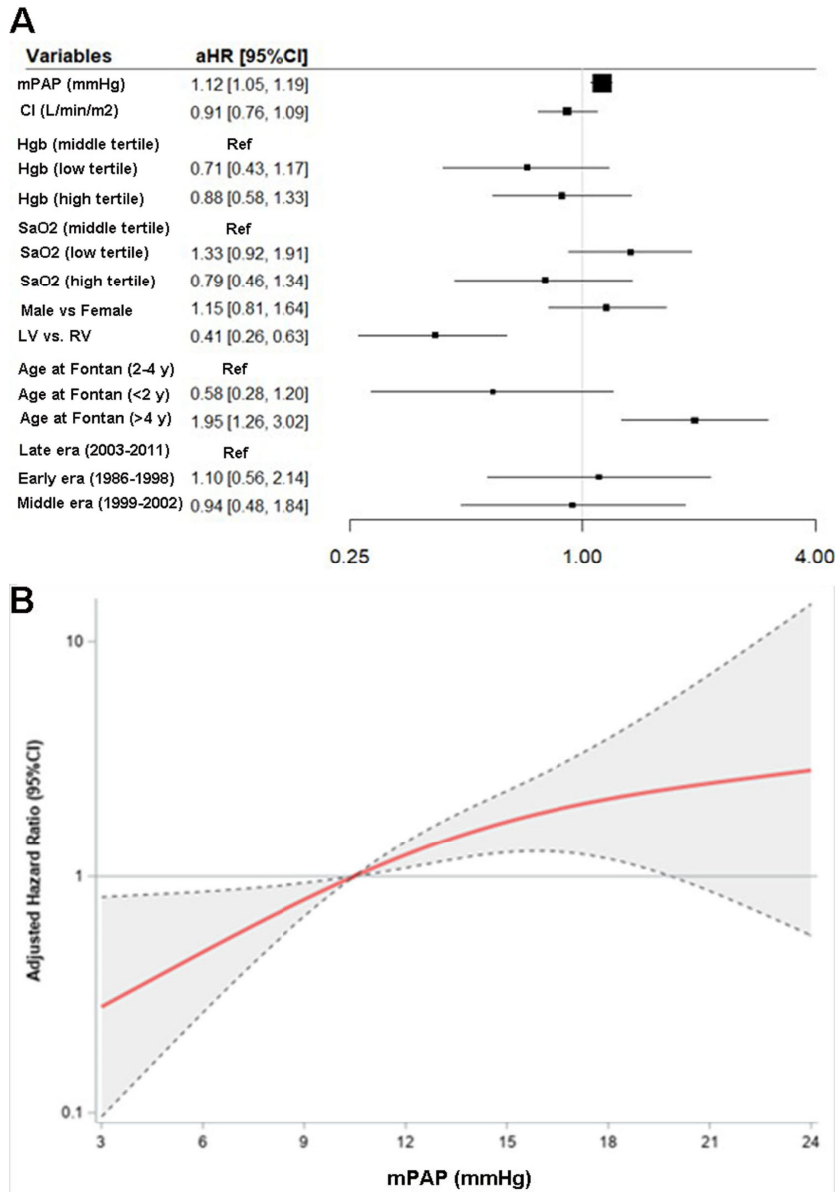 A
Variables aHR [95%CI]
mPAP (mmHg) 1.12 [1.05, 1.19]
CI (L/min/m2) 0.91 [0.76, 1.09]
Hgb (middle tertile) Ref
Hgb (low tertile) 0.71 [0.43, 1.17]
Hgb (high tertile) 0.88 [0.58, 1.33]
SaO2 (middle tertile) Ref
SaO2 (low tertile) 1.33 [0.92, 1.91]
SaO2 (high tertile) 0.79 [0.46, 1.34]
Male vs Female 1.15 [0.81, 1.64]
LV vs. RV 0.41 [0.26, 0.63]
Age at Fontan (2-4 y) Ref
Age at Fontan (<2 y) 0.58 [0.28, 1.20]
Age at Fontan (>4 y) 1.95 [1.26, 3.02]
Late era (2003-2011) Ref
Early era (1986-1998) 1.10 [0.56, 2.14]
Middle era (1999-2002) 0.94 [0.48, 1.84]
0.25 1.00 4.00
B
Adjusted Hazard Ratio (95%CI)
10
1
0.1
3 6 9 12 15 18 21 24
mPAP (mmHg)